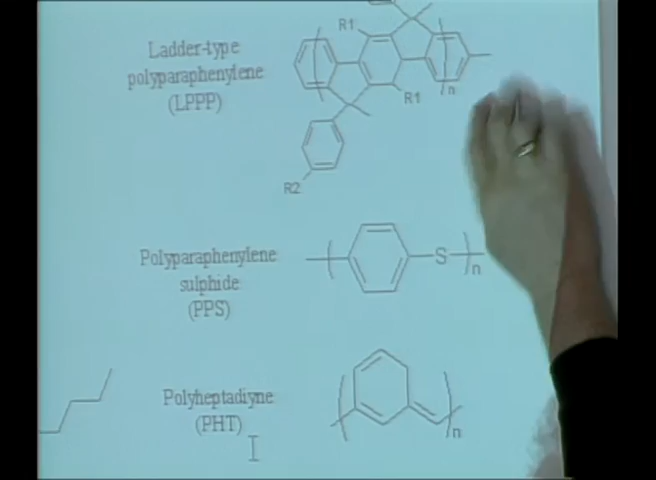 Ladder-type
polyparaphenylene
(LPPP)
R1
R1
n
R2
Polyparaphenylene
sulphide
(PPS)
S
n
Polyheptadiyne
(PHT)
n